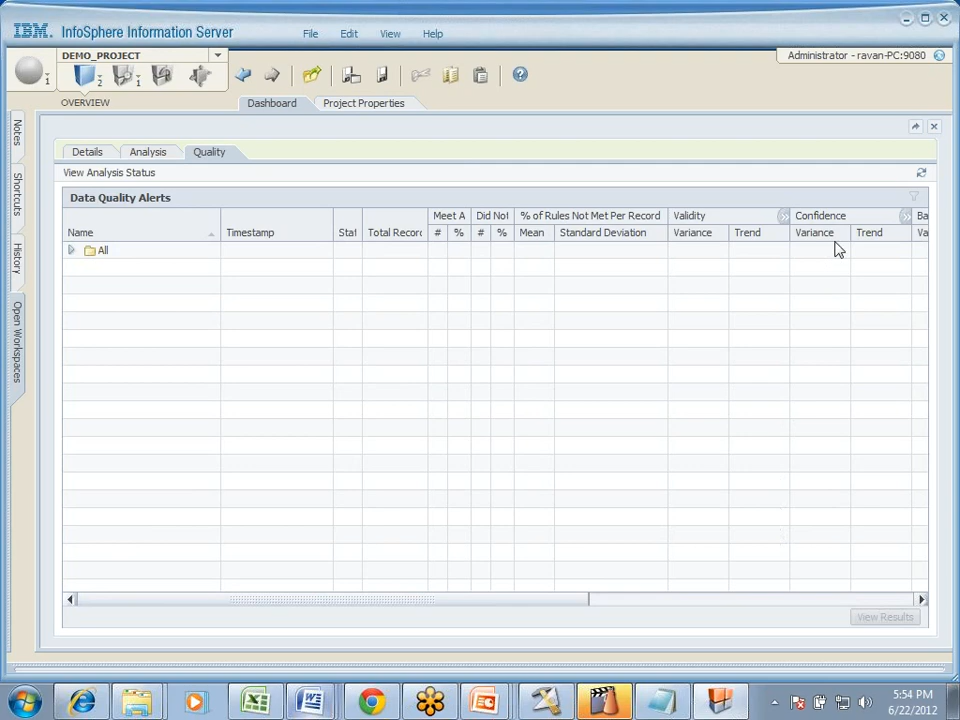 IBM. InfoSphere Information Server
File Edit View Help
DEMO_PROJECT
Administrator - ravan-PC:9080
1 2 1
OVERVIEW Dashboard Project Properties
Notes
Shortcuts
History
Open Workspaces
Details Analysis Quality
View Analysis Status
Data Quality Alerts
Meet A Did Not % of Rules Not Met Per Record Validity Confidence Ba
Name Timestamp Stat Total Recor # % # % Mean Standard Deviation Variance Trend Variance Trend Va
All
View Results
5:54 PM
6/22/2012